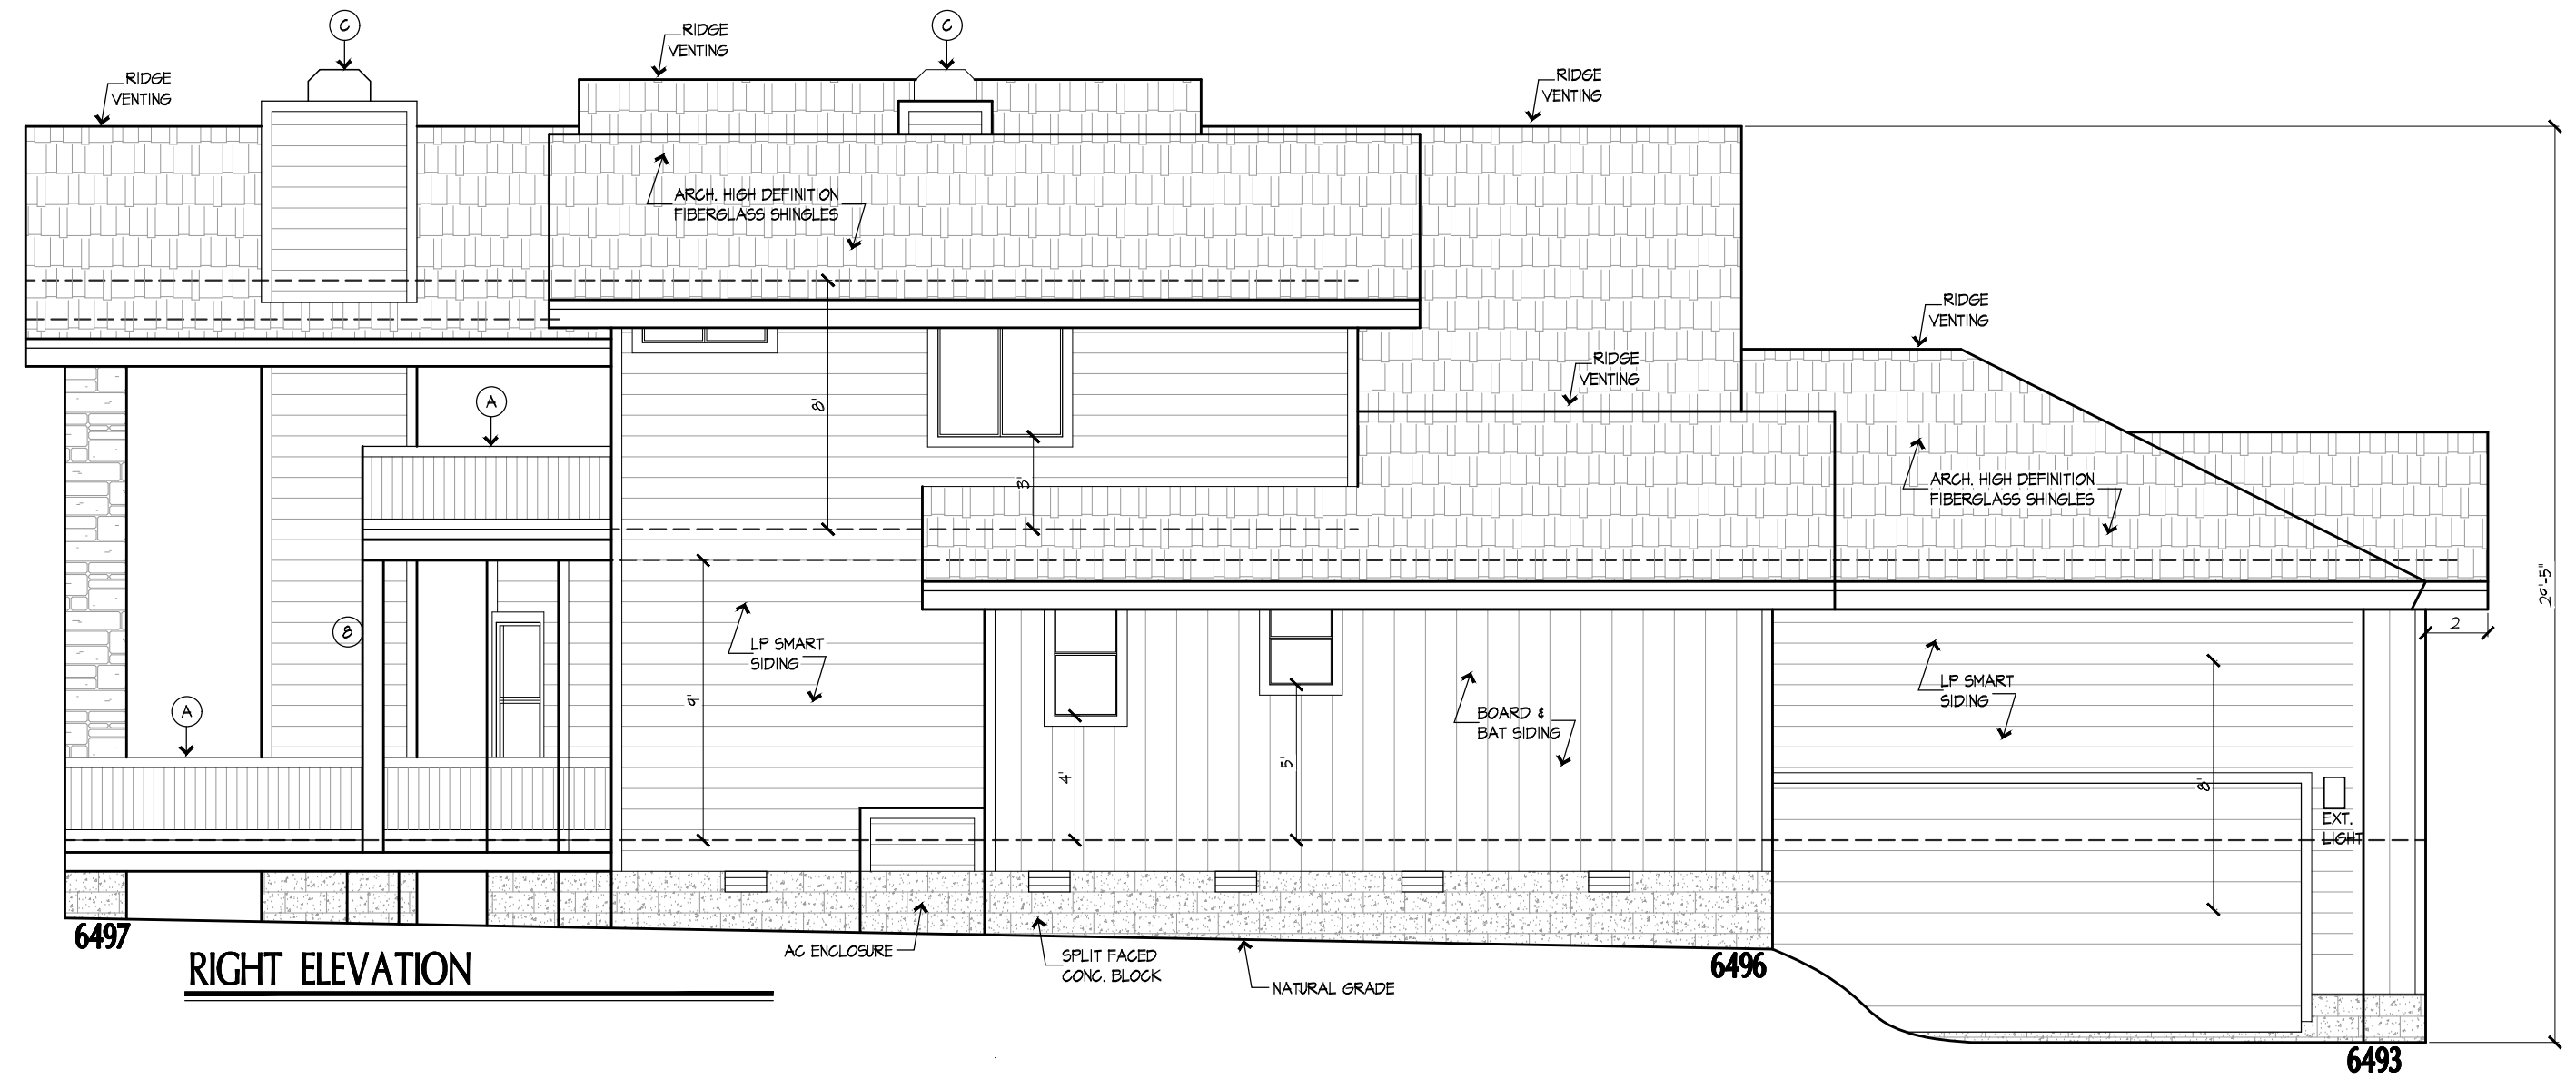 C
C
RIDGE
VENTING
RIDGE
VENTING
RIDGE
VENTING
ARCH. HIGH DEFINITION
FIBERGLASS SHINGLES
RIDGE
VENTING
RIDGE
VENTING
8'
A
3'
ARCH. HIGH DEFINITION
FIBERGLASS SHINGLES
29'-5"
2'
8
LP SMART
SIDING
9'
A
LP SMART
SIDING
BOARD &
BAT SIDING
4'
5'
8'
EXT.
LIGHT
6497
RIGHT ELEVATION
AC ENCLOSURE
SPLIT FACED
CONC. BLOCK
NATURAL GRADE
6496
6493